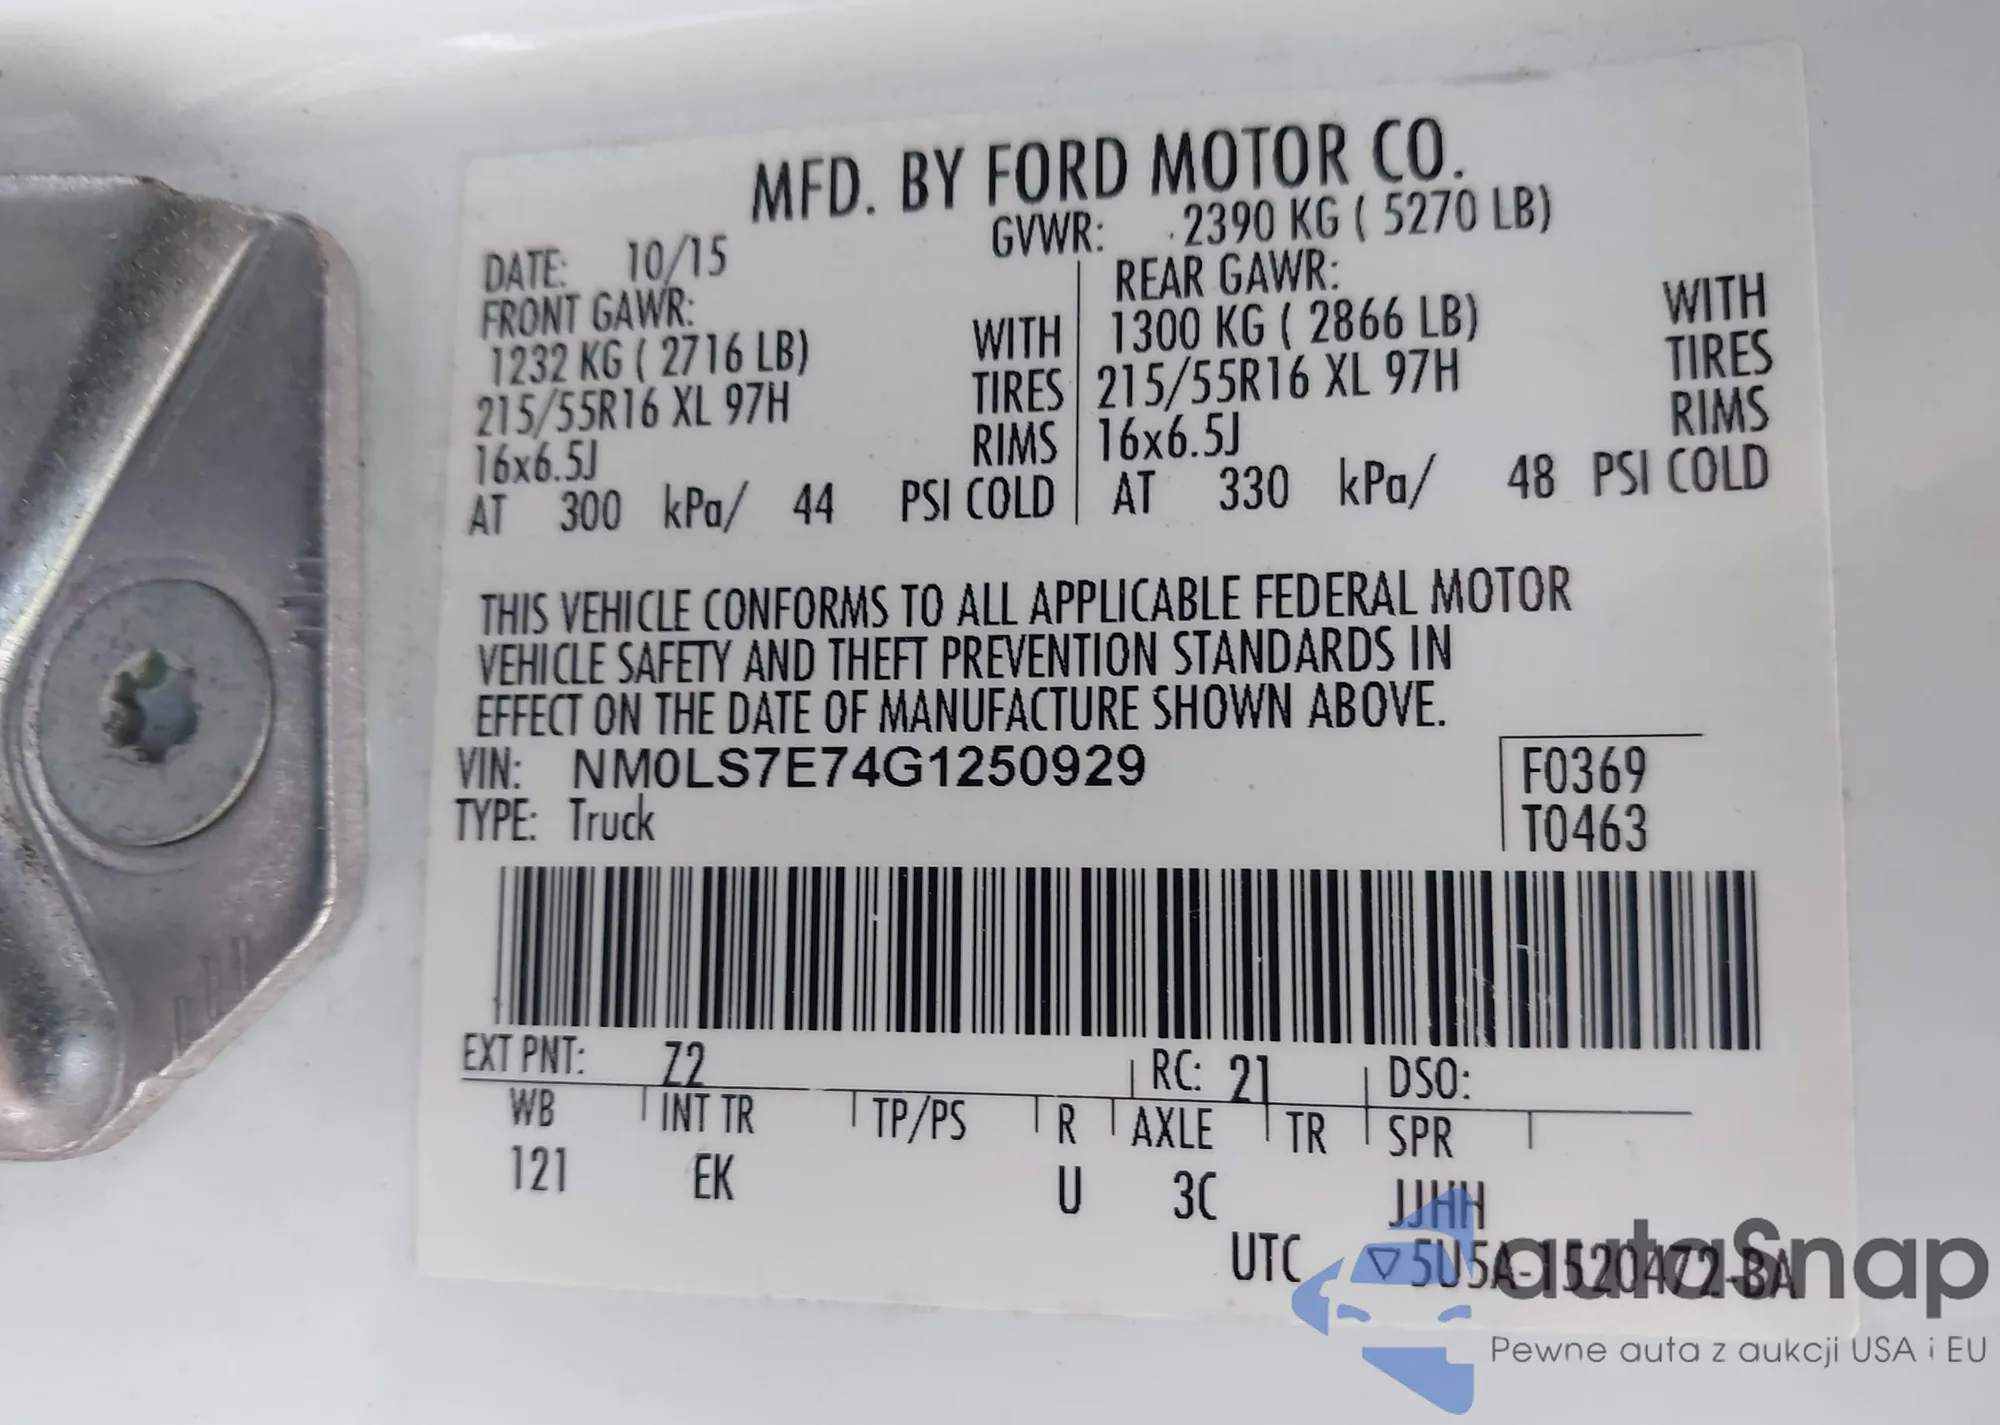 MFD. BY FORD MOTOR CO.
DATE: 10/15 GVWR: 2390 KG ( 5270 LB)
FRONT GAWR: REAR GAWR:
1232 KG ( 2716 LB) WITH 1300 KG ( 2866 LB) WITH
215/55R16 XL 97H TIRES 215/55R16 XL 97H TIRES
16x6.5J RIMS 16x6.5J RIMS
AT 300 kPa/ 44 PSI COLD AT 330 kPa/ 48 PSI COLD
THIS VEHICLE CONFORMS TO ALL APPLICABLE FEDERAL MOTOR
VEHICLE SAFETY AND THEFT PREVENTION STANDARDS IN
EFFECT ON THE DATE OF MANUFACTURE SHOWN ABOVE.
VIN: NM0LS7E74G1250929 F0369
TYPE: Truck T0463
EXT PNT: Z2 RC: 21 DSO:
WB INT TR TP/PS R AXLE TR SPR
121 EK U 3C JJHH
UTC ▽ 5U5A-1520472-BA
autoSnap
Pewne auta z aukcji USA i EU